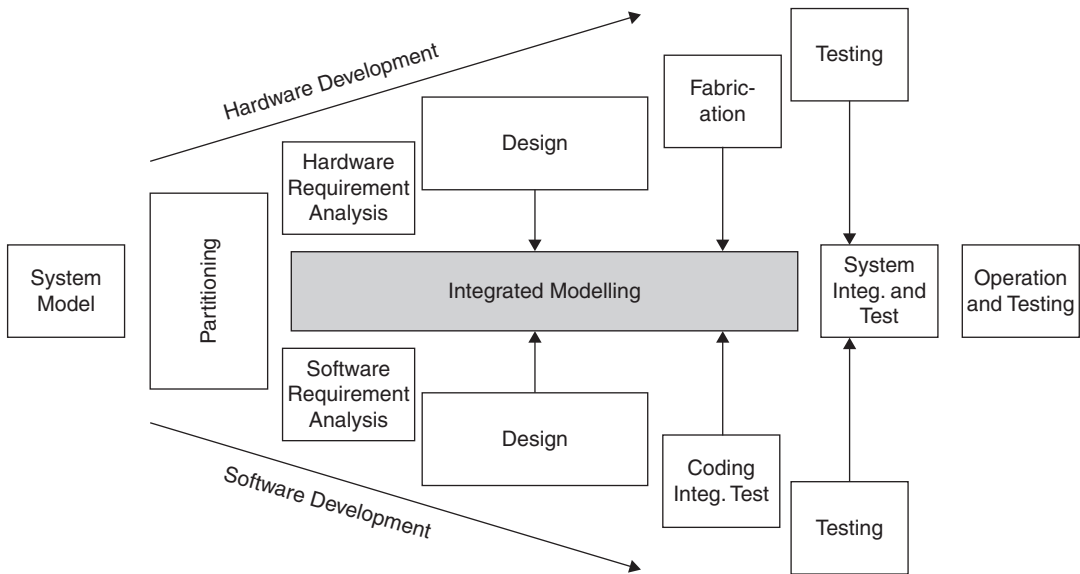 Hardware Development
Testing
Fabric-
ation
Design
Hardware
Requirement
Analysis
System
Model
Partitioning
Integrated Modelling
System
Integ. and
Test
Operation
and Testing
Software
Requirement
Analysis
Design
Coding
Integ. Test
Testing
Software Development